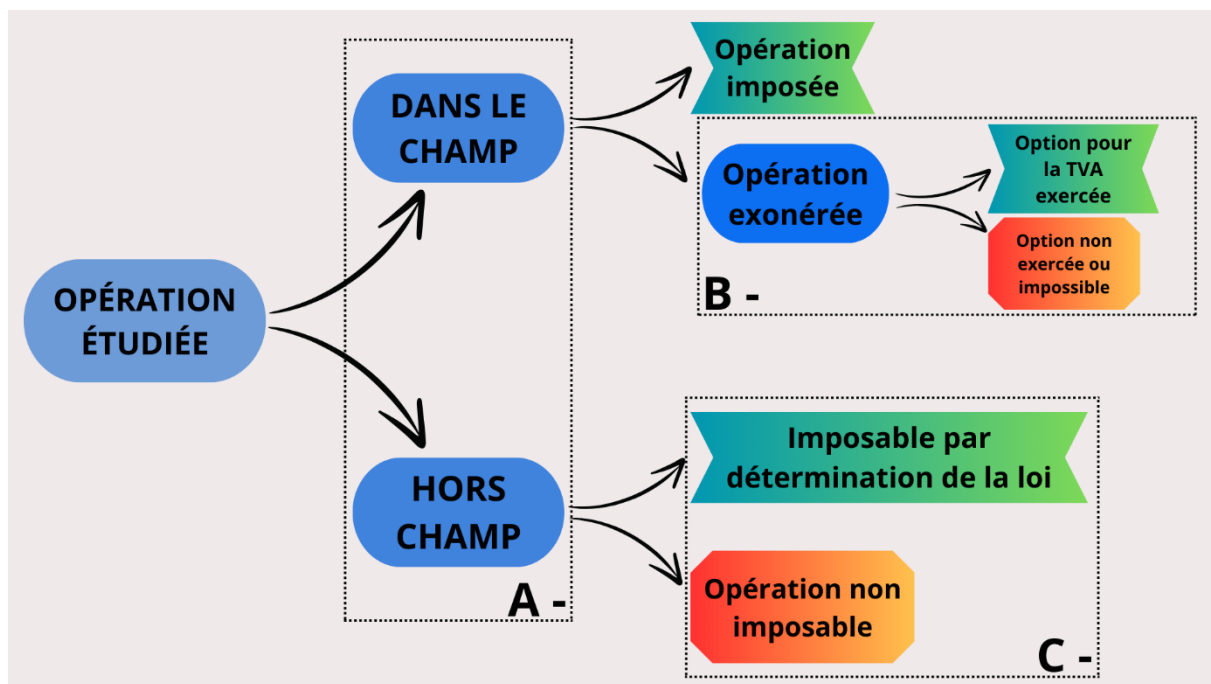 OPÉRATION
ÉTUDIÉE
DANS LE
CHAMP
HORS
CHAMP
A -
Opération
imposée
Opération
exonérée
Option pour
la TVA
exercée
Option non
exercée ou
impossible
B -
Imposable par
détermination de la loi
Opération non
imposable
C -